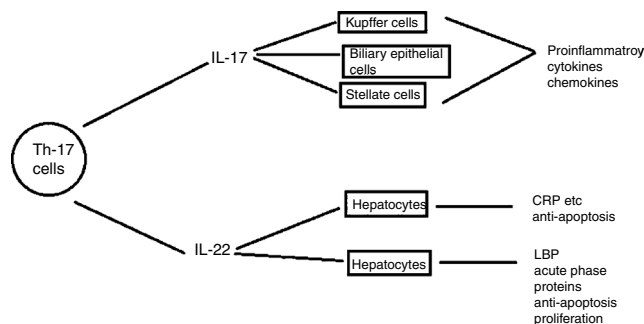 Th-17
cells
IL-17
Kupffer cells
Biliary epithelial
cells
Stellate cells
Proinflammatroy
cytokines
chemokines
IL-22
Hepatocytes
CRP etc
anti-apoptosis
Hepatocytes
LBP
acute phase
proteins
anti-apoptosis
proliferation